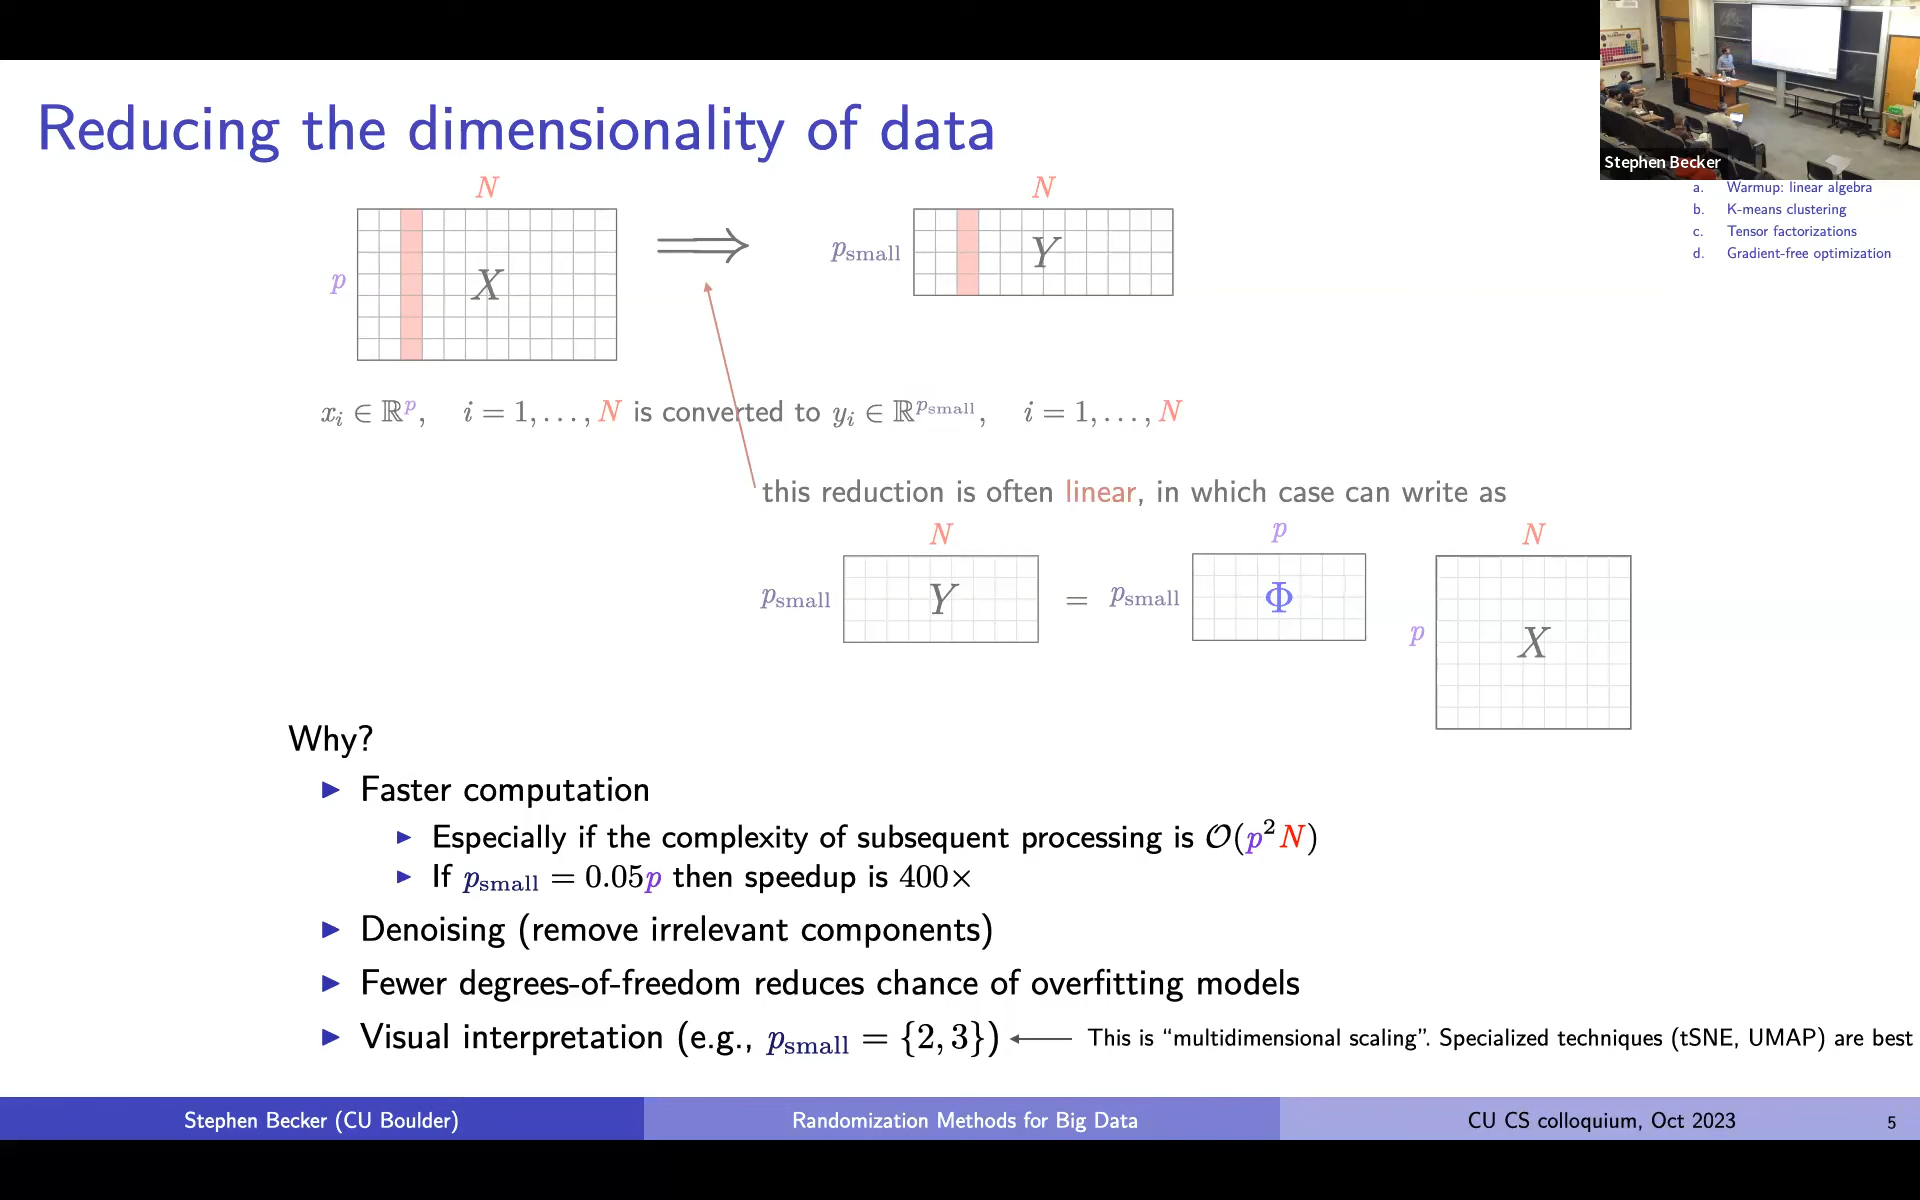 Stephen Becker
Reducing the dimensionality of data
a. Warmup: linear algebra
b. K-means clustering
c. Tensor factorizations
d. Gradient-free optimization
N
p
X
⟹
N
p_small
Y
x_i ∈ ℝ^p, i = 1, . . . , N is converted to y_i ∈ ℝ^{p_small}, i = 1, . . . , N
this reduction is often linear, in which case can write as
N
p_small
Y
=
p
p_small
Φ
N
p
X
Why?
▶ Faster computation
▶ Especially if the complexity of subsequent processing is 𝒪(p²N)
▶ If p_small = 0.05p then speedup is 400×
▶ Denoising (remove irrelevant components)
▶ Fewer degrees-of-freedom reduces chance of overfitting models
▶ Visual interpretation (e.g., p_small = {2, 3}) ← This is “multidimensional scaling”. Specialized techniques (tSNE, UMAP) are best
Stephen Becker (CU Boulder) Randomization Methods for Big Data CU CS colloquium, Oct 2023 5